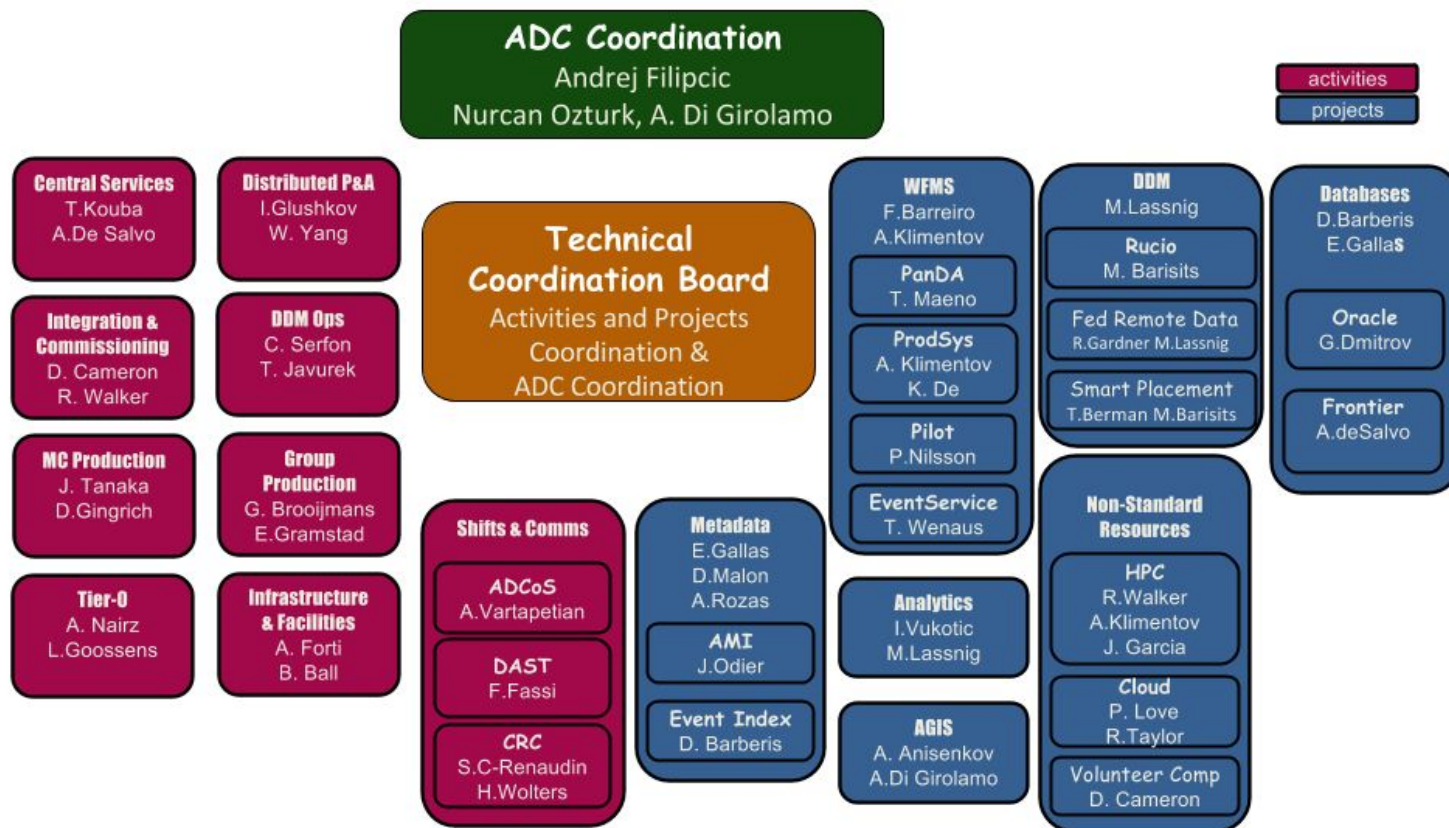 ADC Coordination
Andrej Filipcic
Nurcan Ozturk, A. Di Girolamo
activities
projects
Central Services
T.Kouba
A.De Salvo
Distributed P&A
I.Glushkov
W. Yang
Integration &
Commissioning
D. Cameron
R. Walker
DDM Ops
C. Serfon
T. Javurek
MC Production
J. Tanaka
D.Gingrich
Group
Production
G. Brooijmans
E.Gramstad
Tier-0
A. Nairz
L.Goossens
Infrastructure
& Facilities
A. Forti
B. Ball
Technical
Coordination Board
Activities and Projects
Coordination &
ADC Coordination
Shifts & Comms
ADCoS
A.Vartapetian
DAST
F.Fassi
CRC
S.C-Renaudin
H.Wolters
Metadata
E.Gallas
D.Malon
A.Rozas
AMI
J.Odier
Event Index
D. Barberis
WFMS
F.Barreiro
A.Klimentov
PanDA
T. Maeno
ProdSys
A. Klimentov
K. De
Pilot
P.Nilsson
EventService
T. Wenaus
Analytics
I.Vukotic
M.Lassnig
AGIS
A. Anisenkov
A.Di Girolamo
DDM
M.Lassnig
Rucio
M. Barisits
Fed Remote Data
R.Gardner M.Lassnig
Smart Placement
T.Berman M.Barisits
Non-Standard
Resources
HPC
R.Walker
A.Klimentov
J. Garcia
Cloud
P. Love
R.Taylor
Volunteer Comp
D. Cameron
Databases
D.Barberis
E.Gallas
Oracle
G.Dmitrov
Frontier
A.deSalvo